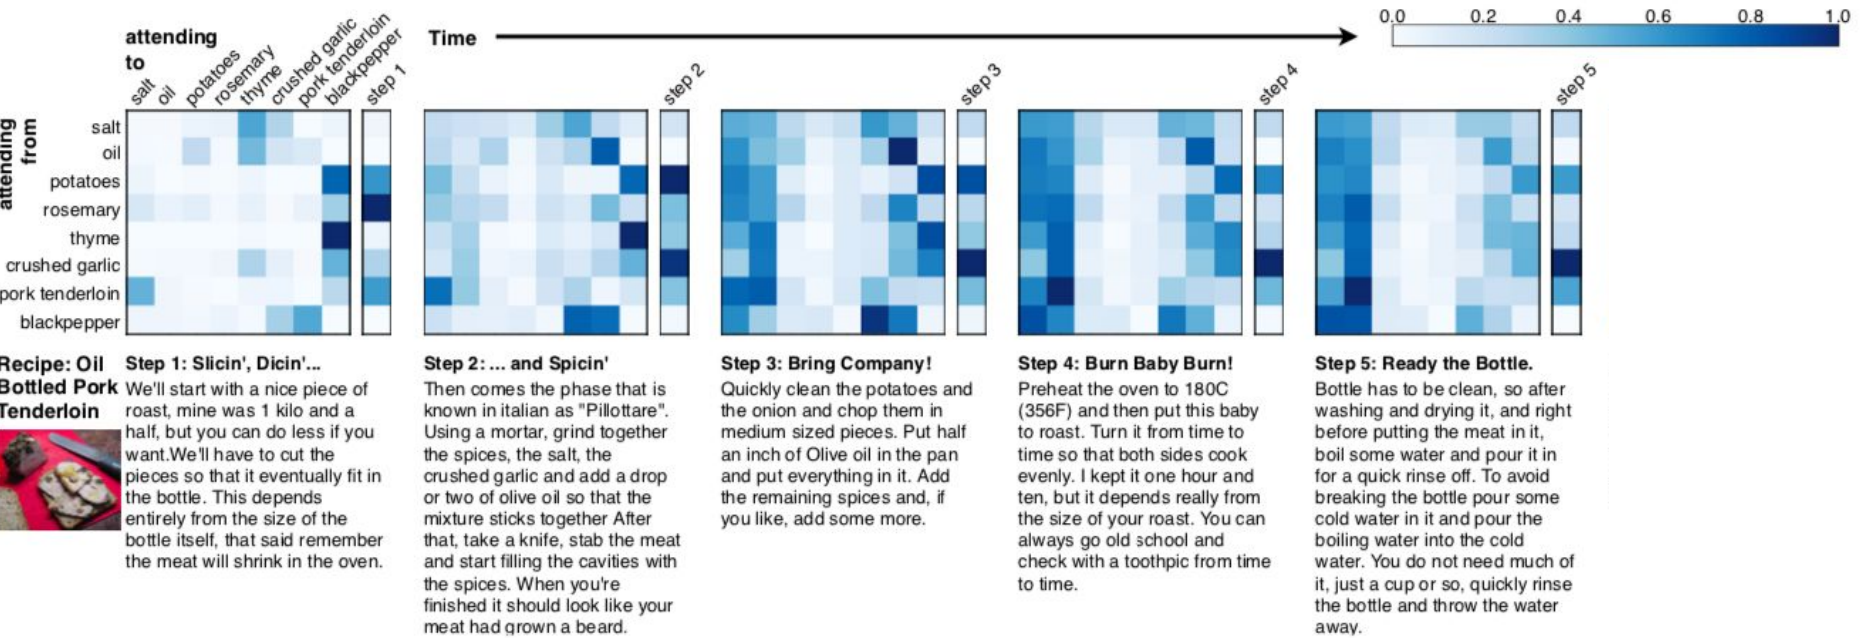 attending
to
Time
0.0 0.2 0.4 0.6 0.8 1.0
salt
oil
potatoes
rosemary
thyme
crushed garlic
pork tenderloin
blackpepper
step 1
step 2
step 3
step 4
step 5
attending
from
salt
oil
potatoes
rosemary
thyme
crushed garlic
pork tenderloin
blackpepper
Recipe: Oil
Bottled Pork
Tenderloin
Step 1: Slicin', Dicin'...
We'll start with a nice piece of
roast, mine was 1 kilo and a
half, but you can do less if you
want.We'll have to cut the
pieces so that it eventually fit in
the bottle. This depends
entirely from the size of the
bottle itself, that said remember
the meat will shrink in the oven.
Step 2: ... and Spicin'
Then comes the phase that is
known in italian as "Pillottare".
Using a mortar, grind together
the spices, the salt, the
crushed garlic and add a drop
or two of olive oil so that the
mixture sticks together After
that, take a knife, stab the meat
and start filling the cavities with
the spices. When you're
finished it should look like your
meat had grown a beard.
Step 3: Bring Company!
Quickly clean the potatoes and
the onion and chop them in
medium sized pieces. Put half
an inch of Olive oil in the pan
and put everything in it. Add
the remaining spices and, if
you like, add some more.
Step 4: Burn Baby Burn!
Preheat the oven to 180C
(356F) and then put this baby
to roast. Turn it from time to
time so that both sides cook
evenly. I kept it one hour and
ten, but it depends really from
the size of your roast. You can
always go old school and
check with a toothpic from time
to time.
Step 5: Ready the Bottle.
Bottle has to be clean, so after
washing and drying it, and right
before putting the meat in it,
boil some water and pour it in
for a quick rinse off. To avoid
breaking the bottle pour some
cold water in it and pour the
boiling water into the cold
water. You do not need much of
it, just a cup or so, quickly rinse
the bottle and throw the water
away.